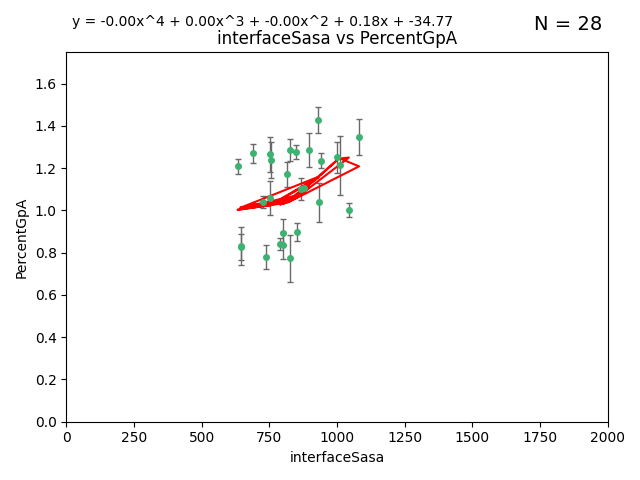 y = -0.00x^4 + 0.00x^3 + -0.00x^2 + 0.18x + -34.77
N = 28
interfaceSasa vs PercentGpA
1.6
1.4
1.2
1.0
0.8
0.6
0.4
0.2
0.0
PercentGpA
0 250 500 750 1000 1250 1500 1750 2000
interfaceSasa